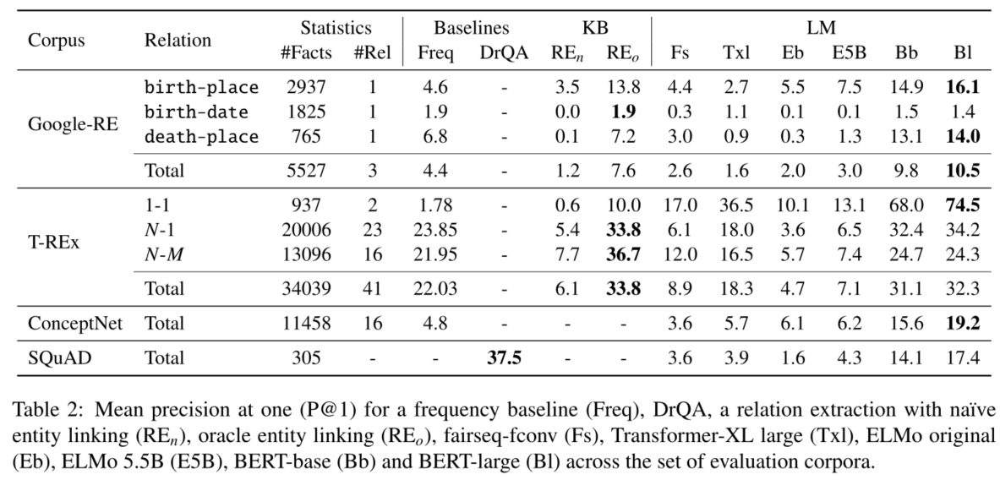 Corpus Relation Statistics Baselines KB LM
#Facts #Rel Freq DrQA REn REo Fs Txl Eb E5B Bb Bl
Google-RE
birth-place 2937 1 4.6 - 3.5 13.8 4.4 2.7 5.5 7.5 14.9 16.1
birth-date 1825 1 1.9 - 0.0 1.9 0.3 1.1 0.1 0.1 1.5 1.4
death-place 765 1 6.8 - 0.1 7.2 3.0 0.9 0.3 1.3 13.1 14.0
Total 5527 3 4.4 - 1.2 7.6 2.6 1.6 2.0 3.0 9.8 10.5
T-REx
1-1 937 2 1.78 - 0.6 10.0 17.0 36.5 10.1 13.1 68.0 74.5
N-1 20006 23 23.85 - 5.4 33.8 6.1 18.0 3.6 6.5 32.4 34.2
N-M 13096 16 21.95 - 7.7 36.7 12.0 16.5 5.7 7.4 24.7 24.3
Total 34039 41 22.03 - 6.1 33.8 8.9 18.3 4.7 7.1 31.1 32.3
ConceptNet Total 11458 16 4.8 - - - 3.6 5.7 6.1 6.2 15.6 19.2
SQuAD Total 305 - - 37.5 - - 3.6 3.9 1.6 4.3 14.1 17.4
Table 2: Mean precision at one (P@1) for a frequency baseline (Freq), DrQA, a relation extraction with naïve
entity linking (REn), oracle entity linking (REo), fairseq-fconv (Fs), Transformer-XL large (Txl), ELMo original
(Eb), ELMo 5.5B (E5B), BERT-base (Bb) and BERT-large (Bl) across the set of evaluation corpora.